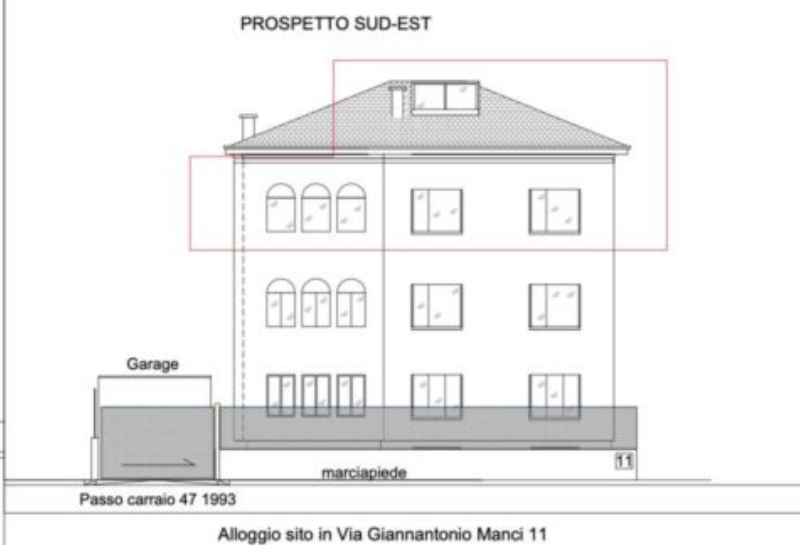 PROSPETTO SUD-EST
Garage
11
marciapiede
Passo carraio 47 1993
Alloggio sito in Via Giannantonio Manci 11